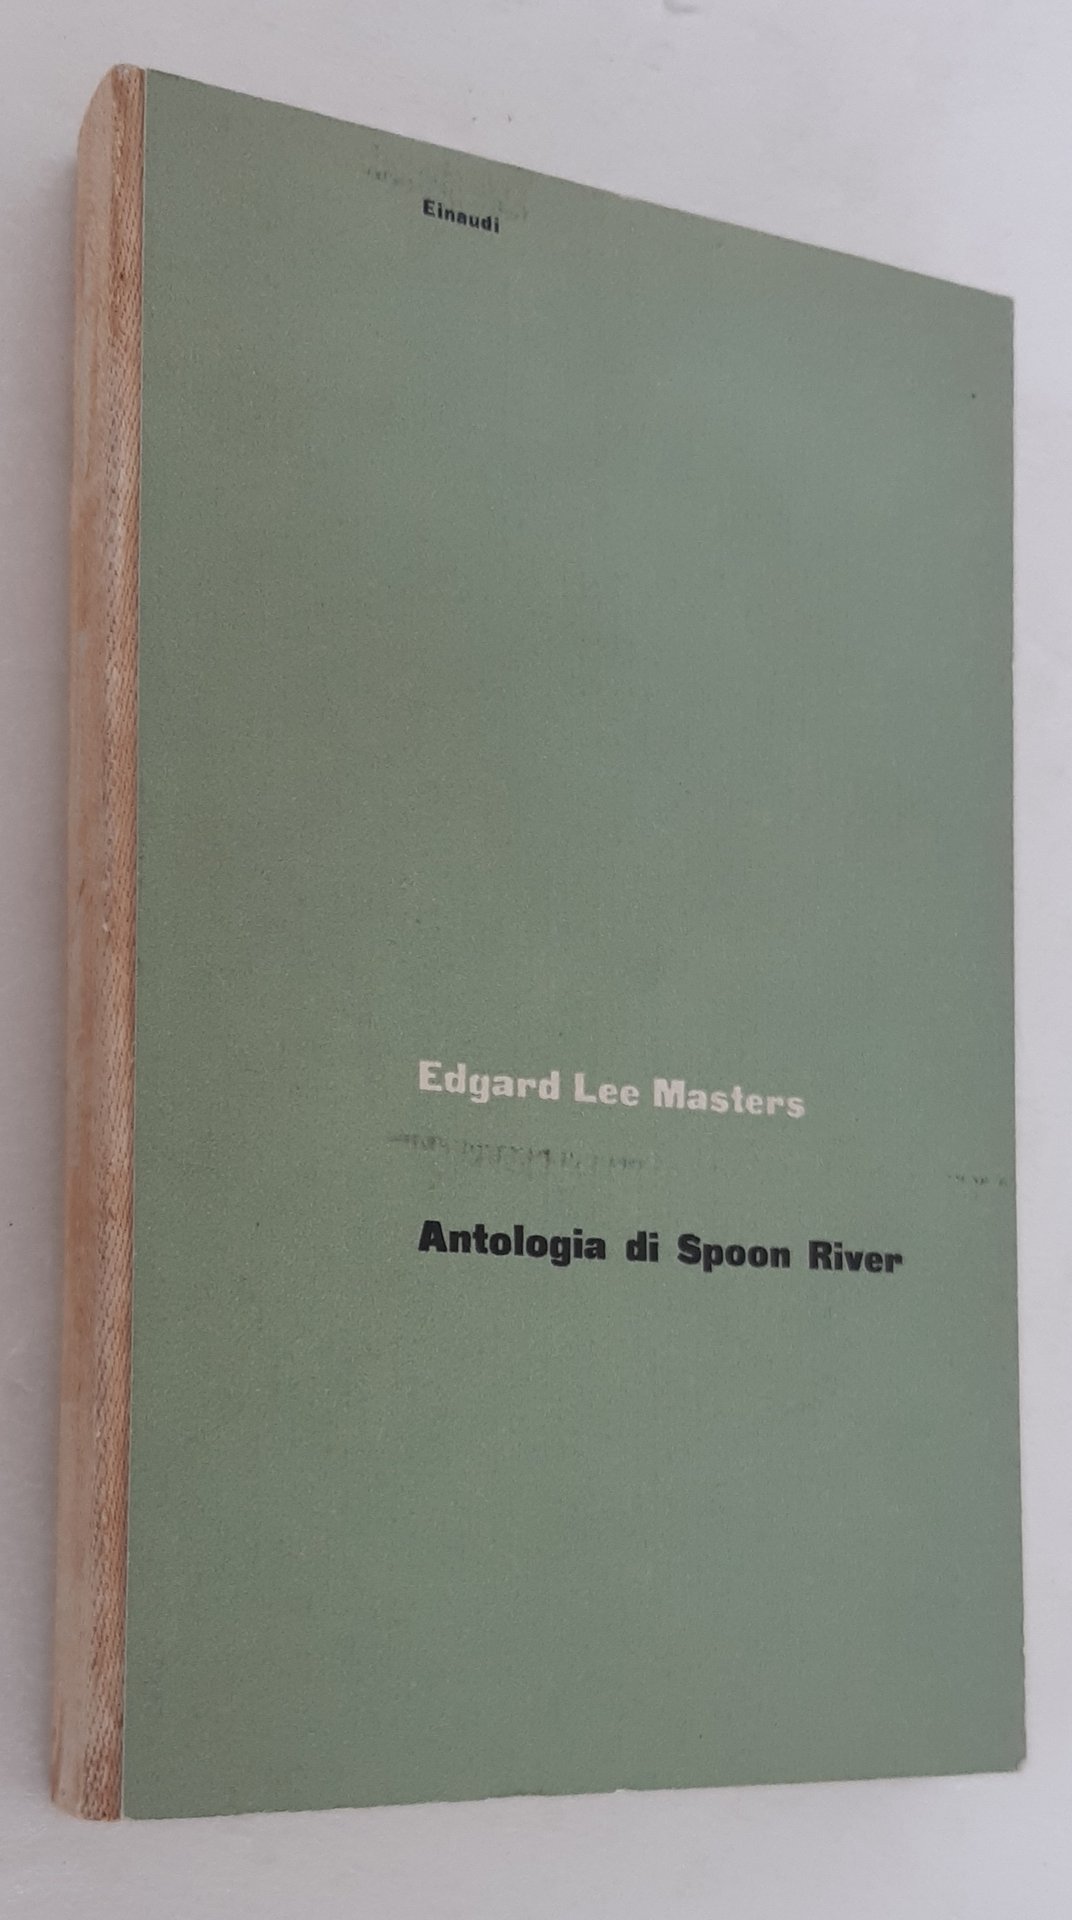 Einaudi
Edgard Lee Masters
Antologia di Spoon River